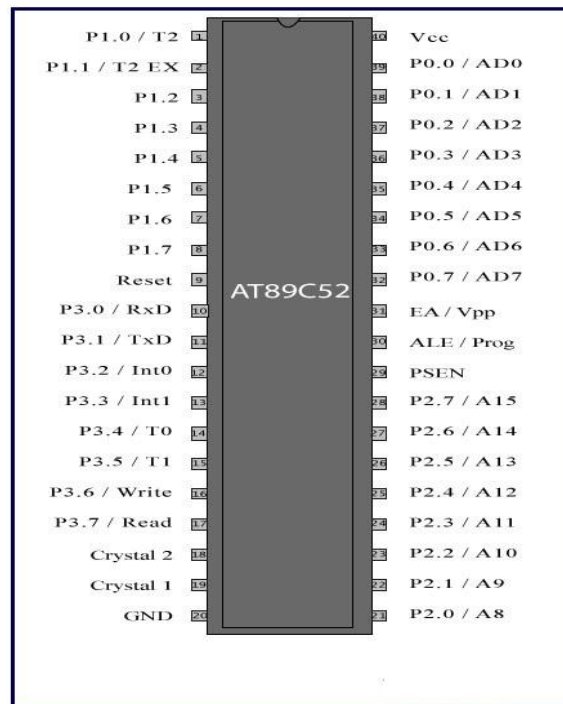 P1.0 / T2 1 40 Vcc
P1.1 / T2 EX 2 39 P0.0 / AD0
P1.2 3 38 P0.1 / AD1
P1.3 4 37 P0.2 / AD2
P1.4 5 36 P0.3 / AD3
P1.5 6 35 P0.4 / AD4
P1.6 7 34 P0.5 / AD5
P1.7 8 33 P0.6 / AD6
Reset 9 32 P0.7 / AD7
AT89C52
P3.0 / RxD 10 31 EA / Vpp
P3.1 / TxD 11 30 ALE / Prog
P3.2 / Int0 12 29 PSEN
P3.3 / Int1 13 28 P2.7 / A15
P3.4 / T0 14 27 P2.6 / A14
P3.5 / T1 15 26 P2.5 / A13
P3.6 / Write 16 25 P2.4 / A12
P3.7 / Read 17 24 P2.3 / A11
Crystal 2 18 23 P2.2 / A10
Crystal 1 19 22 P2.1 / A9
GND 20 21 P2.0 / A8